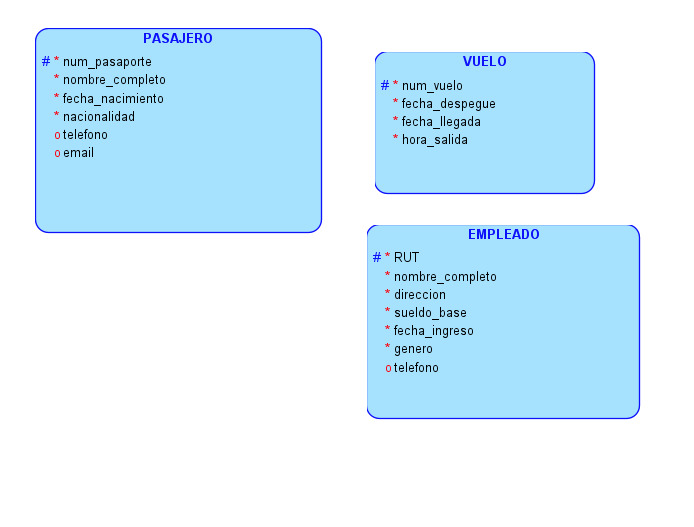 PASAJERO
# * num_pasaporte
* nombre_completo
* fecha_nacimiento
* nacionalidad
o telefono
o email
VUELO
# * num_vuelo
* fecha_despegue
* fecha_llegada
* hora_salida
EMPLEADO
# * RUT
* nombre_completo
* direccion
* sueldo_base
* fecha_ingreso
* genero
o telefono